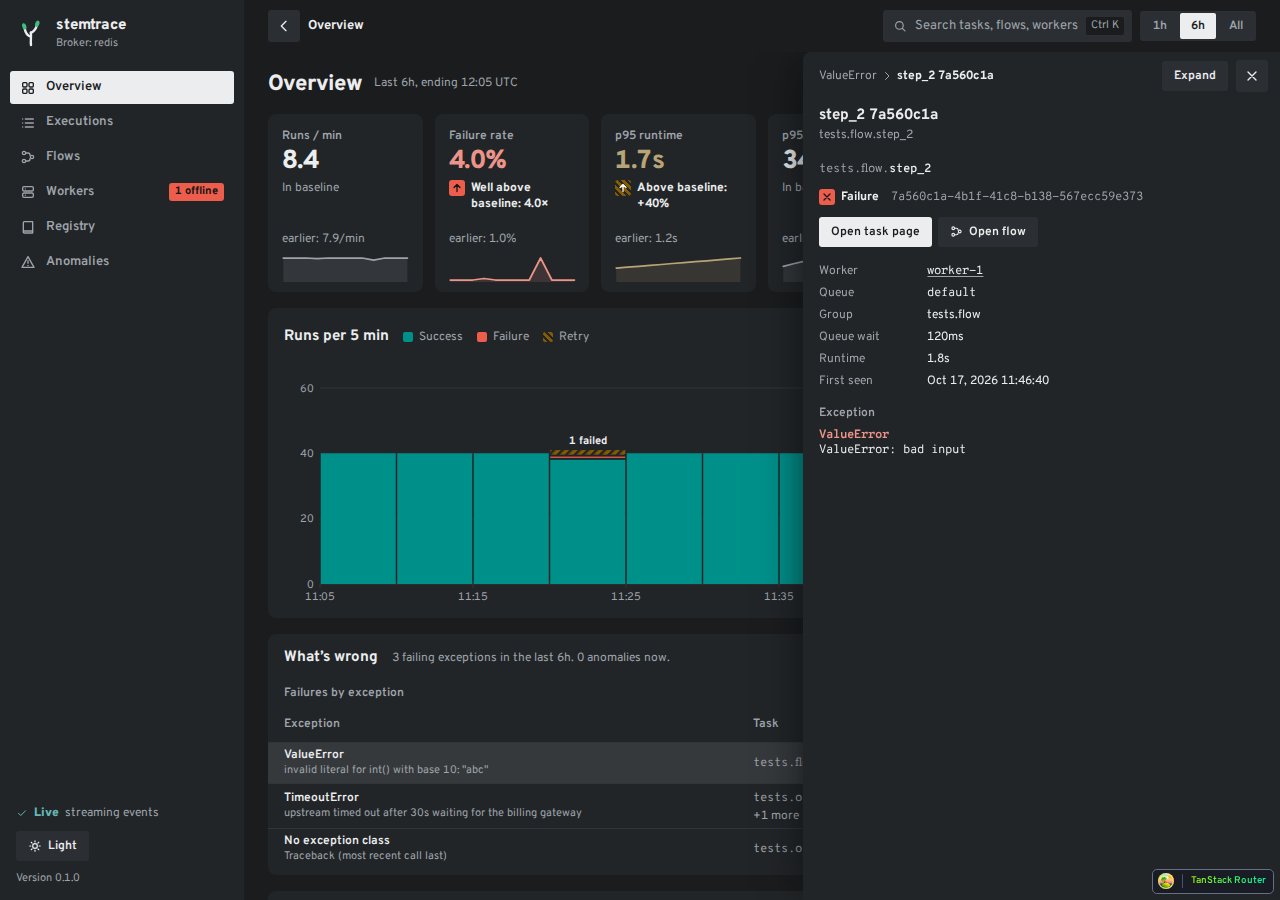 stemtrace
Broker: redis
Overview
Executions
Flows
Workers
1 offline
Registry
Anomalies
Live streaming events
Light
Version 0.1.0
Overview
Search tasks, flows, workers
Ctrl K
1h
6h
All
Overview
Last 6h, ending 12:05 UTC
Runs / min
8.4
In baseline
earlier: 7.9/min
Failure rate
4.0%
Well above
baseline: 4.0×
earlier: 1.0%
p95 runtime
1.7s
Above baseline:
+40%
earlier: 1.2s
p95
34
In b
earl
Runs per 5 min
Success
Failure
Retry
60
40
20
0
1 failed
11:05
11:15
11:25
11:35
What's wrong
3 failing exceptions in the last 6h. 0 anomalies now.
Failures by exception
Exception
Task
ValueError
invalid literal for int() with base 10: "abc"
tests.fl
TimeoutError
upstream timed out after 30s waiting for the billing gateway
tests.o
+1 more
No exception class
Traceback (most recent call last)
tests.o
ValueError
step_2 7a560c1a
Expand
step_2 7a560c1a
tests.flow.step_2
tests.flow.step_2
Failure
7a560c1a-4b1f-41c8-b138-567ecc59e373
Open task page
Open flow
Worker
worker-1
Queue
default
Group
tests.flow
Queue wait
120ms
Runtime
1.8s
First seen
Oct 17, 2026 11:46:40
Exception
ValueError
ValueError: bad input
TanStack Router